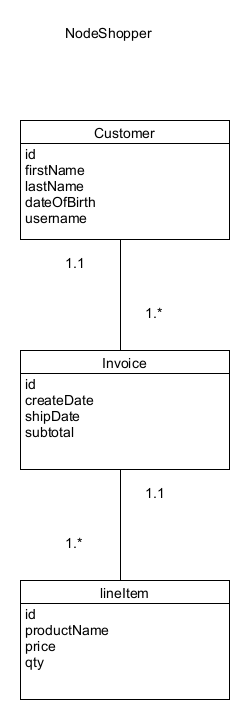 NodeShopper
Customer
id
firstName
lastName
dateOfBirth
username
1.1
1.*
Invoice
id
createDate
shipDate
subtotal
1.1
1.*
lineItem
id
productName
price
qty